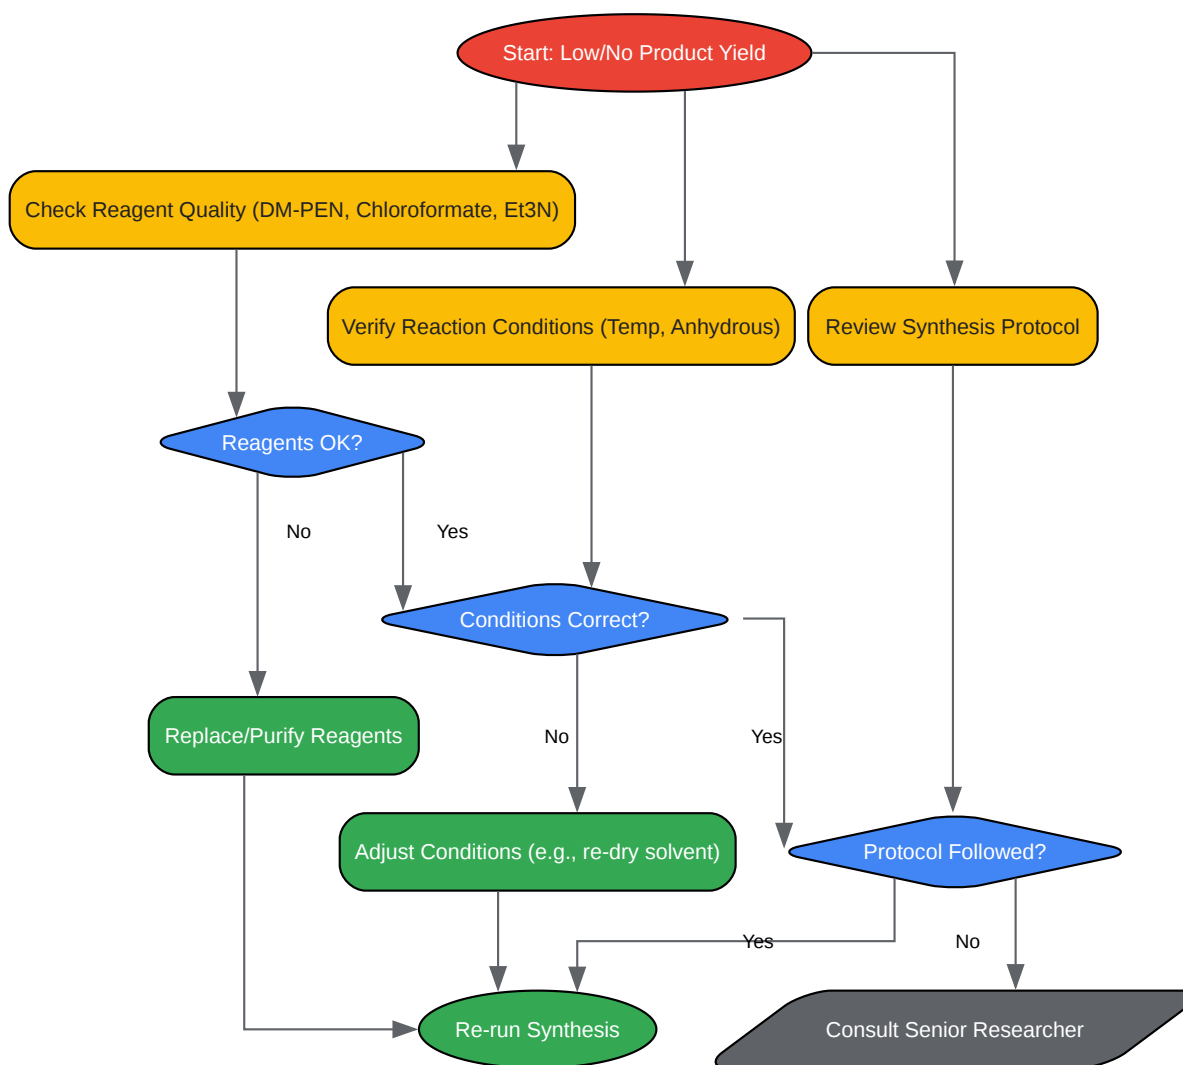 Start: Low/No Product Yield
Check Reagent Quality (DM-PEN, Chloroformate, Et3N)
Verify Reaction Conditions (Temp, Anhydrous)
Review Synthesis Protocol
Reagents OK?
No
Yes
Conditions Correct?
Replace/Purify Reagents
No
Yes
Adjust Conditions (e.g., re-dry solvent)
Protocol Followed?
Yes
No
Re-run Synthesis
Consult Senior Researcher